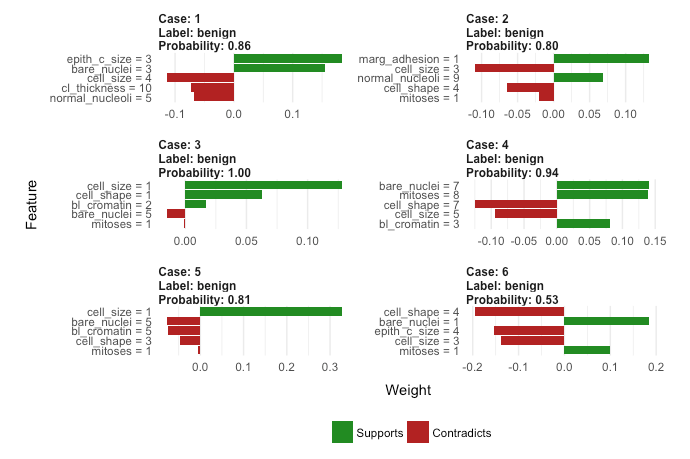 Case: 1
Label: benign
Probability: 0.86
epith_c_size = 3
bare_nuclei = 3
cell_size = 4
cl_thickness = 10
normal_nucleoli = 5
-0.1 0.0 0.1
Case: 2
Label: benign
Probability: 0.80
marg_adhesion = 1
cell_size = 3
normal_nucleoli = 9
cell_shape = 4
mitoses = 1
-0.10 -0.05 0.00 0.05 0.10
Case: 3
Label: benign
Probability: 1.00
cell_size = 1
cell_shape = 1
bl_cromatin = 2
bare_nuclei = 5
mitoses = 1
0.00 0.05 0.10
Case: 4
Label: benign
Probability: 0.94
bare_nuclei = 7
mitoses = 8
cell_shape = 7
cell_size = 5
bl_cromatin = 3
-0.10 -0.05 0.00 0.05 0.10 0.15
Case: 5
Label: benign
Probability: 0.81
cell_size = 1
bare_nuclei = 5
bl_cromatin = 5
cell_shape = 3
mitoses = 1
0.0 0.1 0.2 0.3
Case: 6
Label: benign
Probability: 0.53
cell_shape = 4
bare_nuclei = 1
epith_c_size = 4
cell_size = 3
mitoses = 1
-0.2 -0.1 0.0 0.1 0.2
Feature
Weight
Supports Contradicts